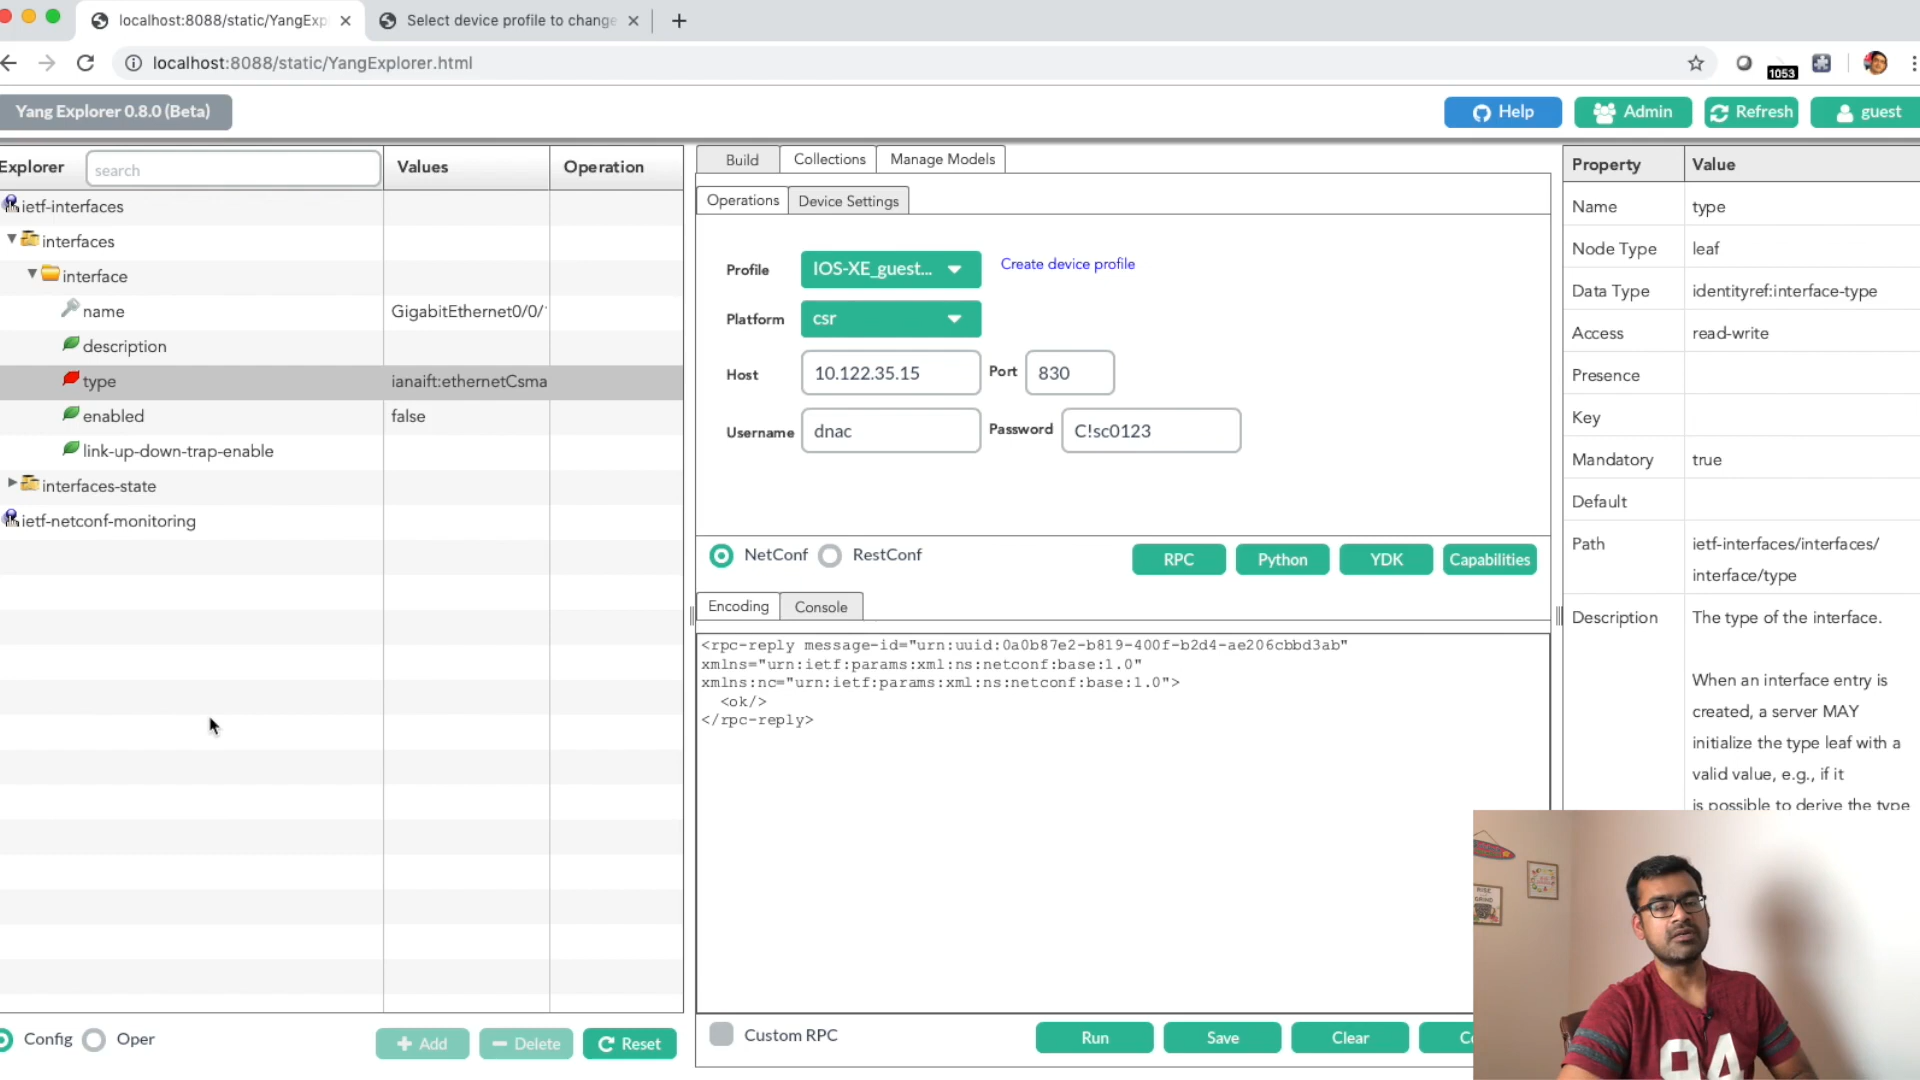 localhost:8088/static/YangExp
Select device profile to change
localhost:8088/static/YangExplorer.html
1053
Yang Explorer 0.8.0 (Beta)
Help
Admin
Refresh
guest
Explorer
search
Values
Operation
ietf-interfaces
interfaces
interface
name
GigabitEthernet0/0/
description
type
ianaift:ethernetCsma
enabled
false
link-up-down-trap-enable
interfaces-state
ietf-netconf-monitoring
Config
Oper
+ Add
− Delete
Reset
Build
Collections
Manage Models
Operations
Device Settings
Profile
IOS-XE_guest...
Create device profile
Platform
csr
Host
10.122.35.15
Port
830
Username
dnac
Password
C!sc0123
NetConf
RestConf
RPC
Python
YDK
Capabilities
Encoding
Console
<rpc-reply message-id="urn:uuid:0a0b87e2-b819-400f-b2d4-ae206cbbd3ab"
xmlns="urn:ietf:params:xml:ns:netconf:base:1.0"
xmlns:nc="urn:ietf:params:xml:ns:netconf:base:1.0">
<ok/>
</rpc-reply>
Custom RPC
Run
Save
Clear
Property
Value
Name
type
Node Type
leaf
Data Type
identityref:interface-type
Access
read-write
Presence
Key
Mandatory
true
Default
Path
ietf-interfaces/interfaces/
interface/type
Description
The type of the interface.
When an interface entry is
created, a server MAY
initialize the type leaf with a
valid value, e.g., if it
is possible to derive the type
94